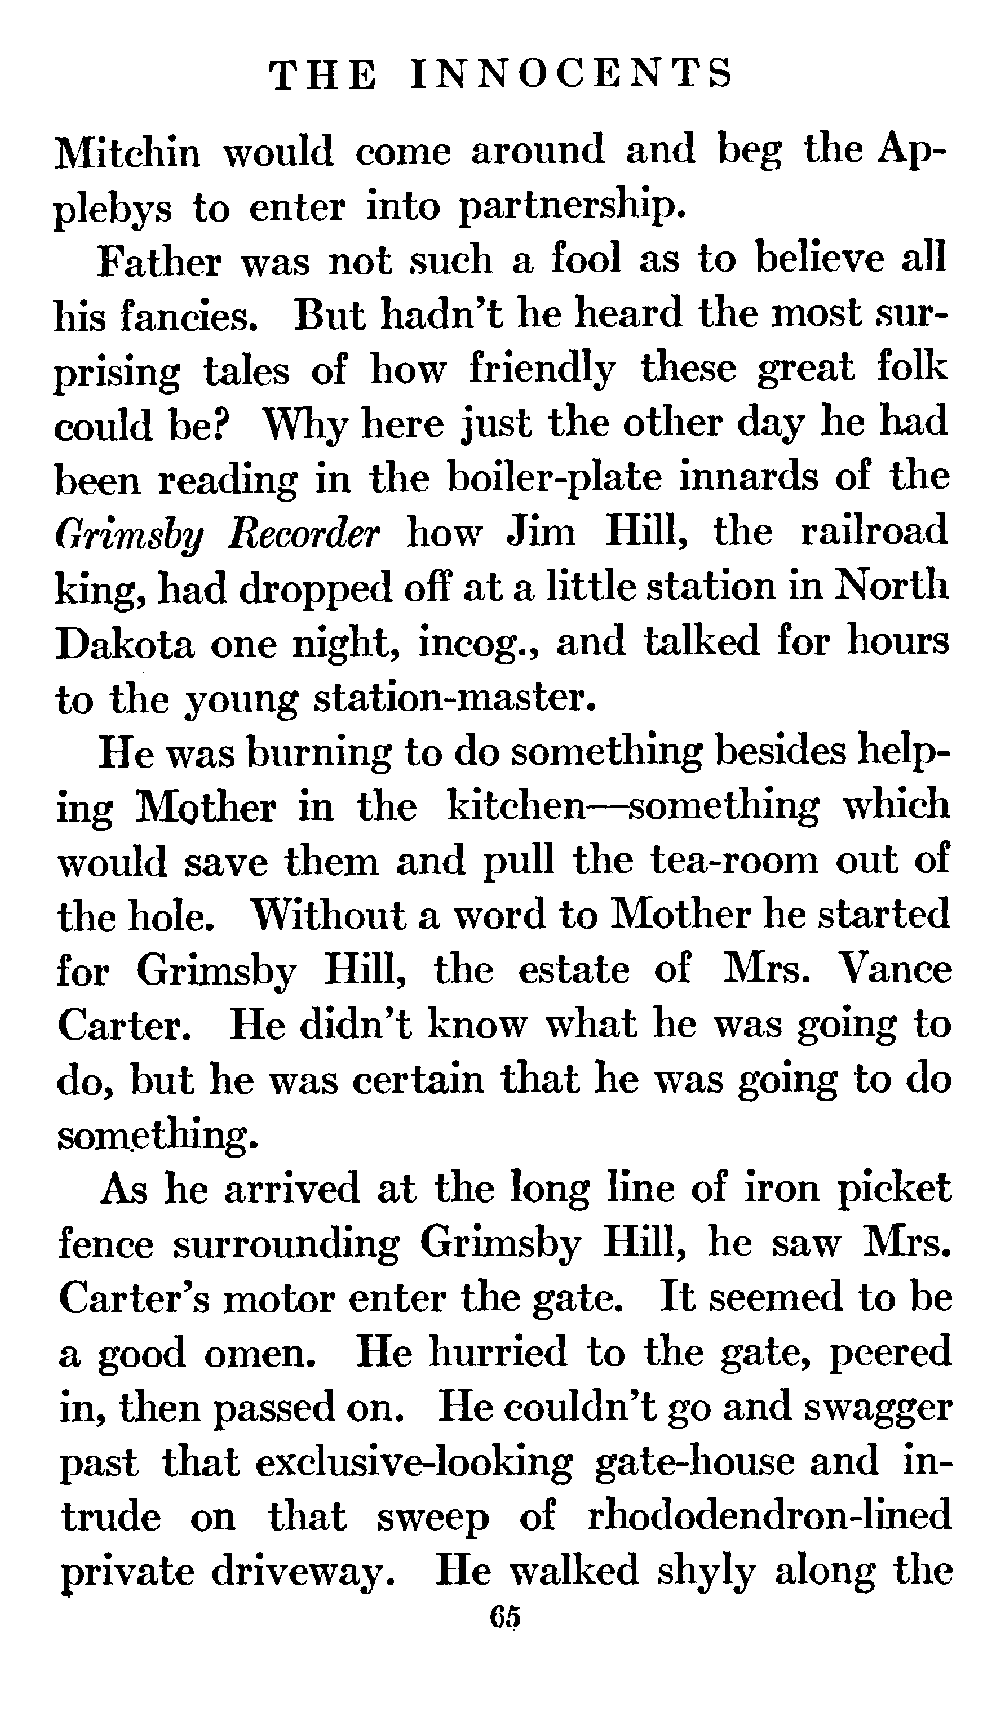 THE INNOCENTS
Mitchin would come around and beg the Ap-
plebys to enter into partnership.
Father was not such a fool as to believe all
his fancies. But hadn't he heard the most sur-
prising tales of how friendly these great folk
could be? Why here just the other day he had
been reading in the boiler-plate innards of the
Grimsby Recorder how Jim Hill, the railroad
king, had dropped off at a little station in North
Dakota one night, incog., and talked for hours
to the young station-master.
He was burning to do something besides help-
ing Mother in the kitchen—something which
would save them and pull the tea-room out of
the hole. Without a word to Mother he started
for Grimsby Hill, the estate of Mrs. Vance
Carter. He didn't know what he was going to
do, but he was certain that he was going to do
something.
As he arrived at the long line of iron picket
fence surrounding Grimsby Hill, he saw Mrs.
Carter's motor enter the gate. It seemed to be
a good omen. He hurried to the gate, peered
in, then passed on. He couldn't go and swagger
past that exclusive-looking gate-house and in-
trude on that sweep of rhododendron-lined
private driveway. He walked shyly along the
65